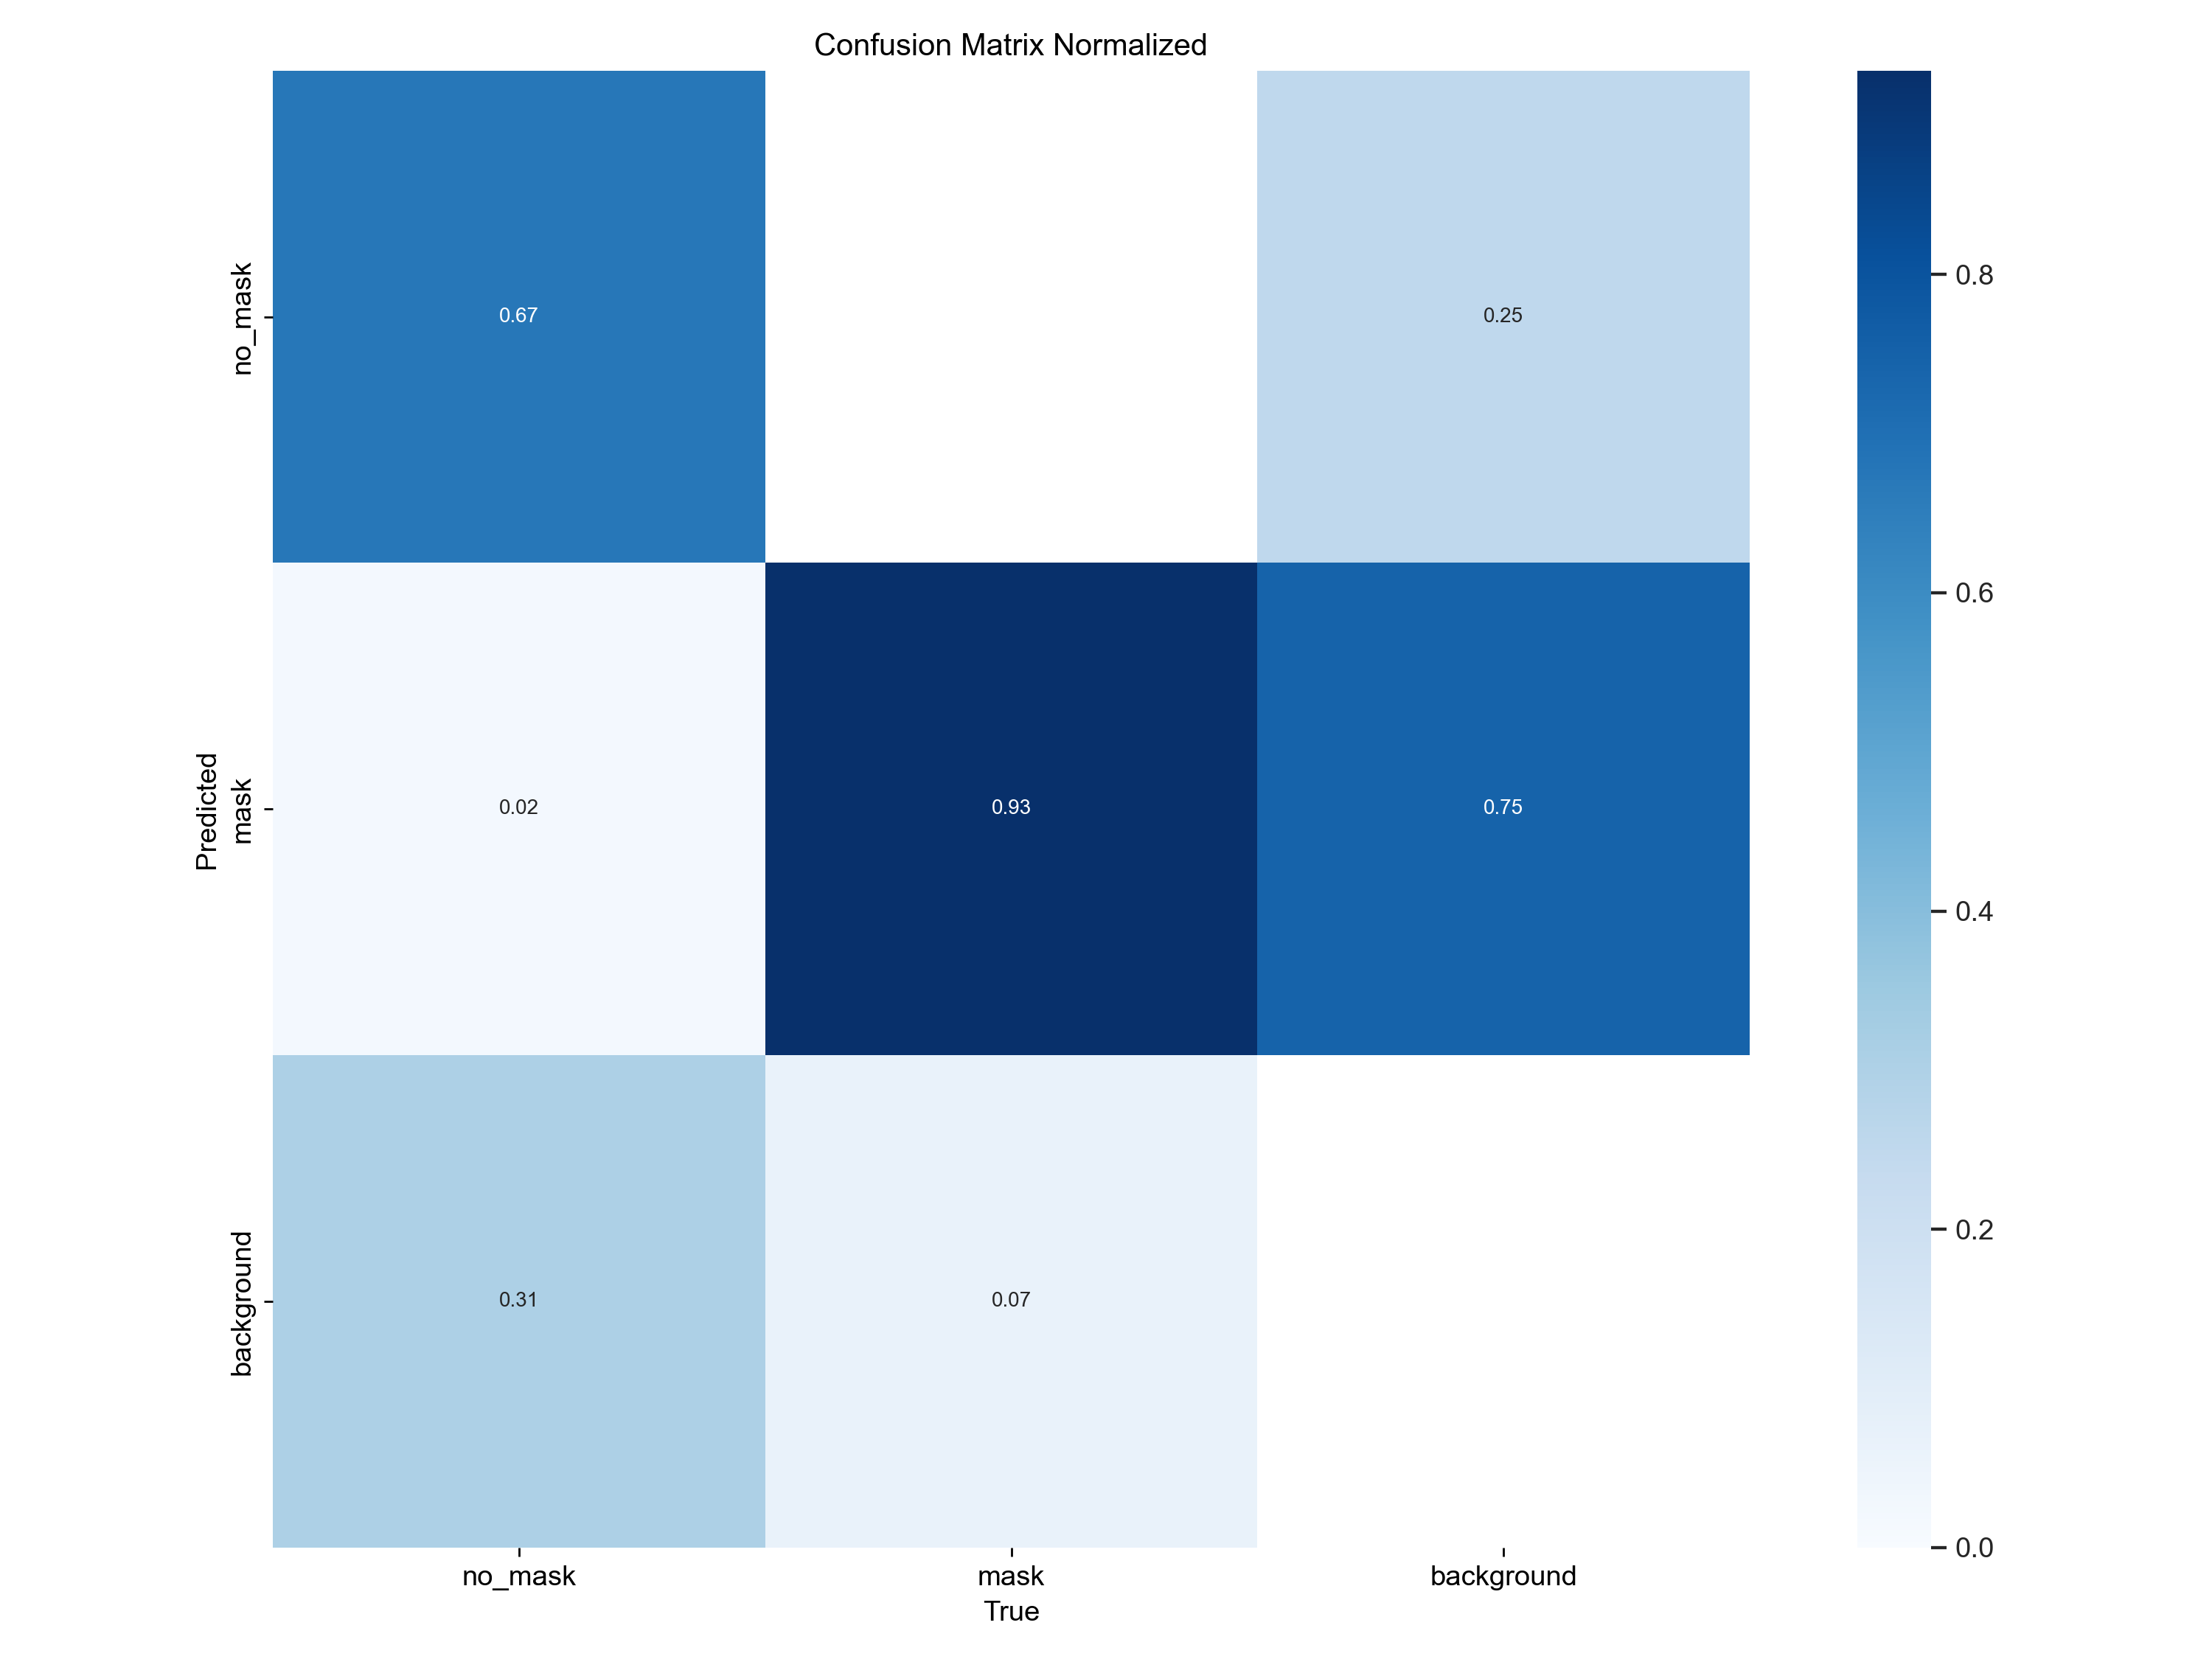 Confusion Matrix Normalized
no_mask
0.67
0.25
0.8
0.6
Predicted
mask
0.02
0.93
0.75
0.4
background
0.31
0.07
0.2
0.0
no_mask
mask
background
True